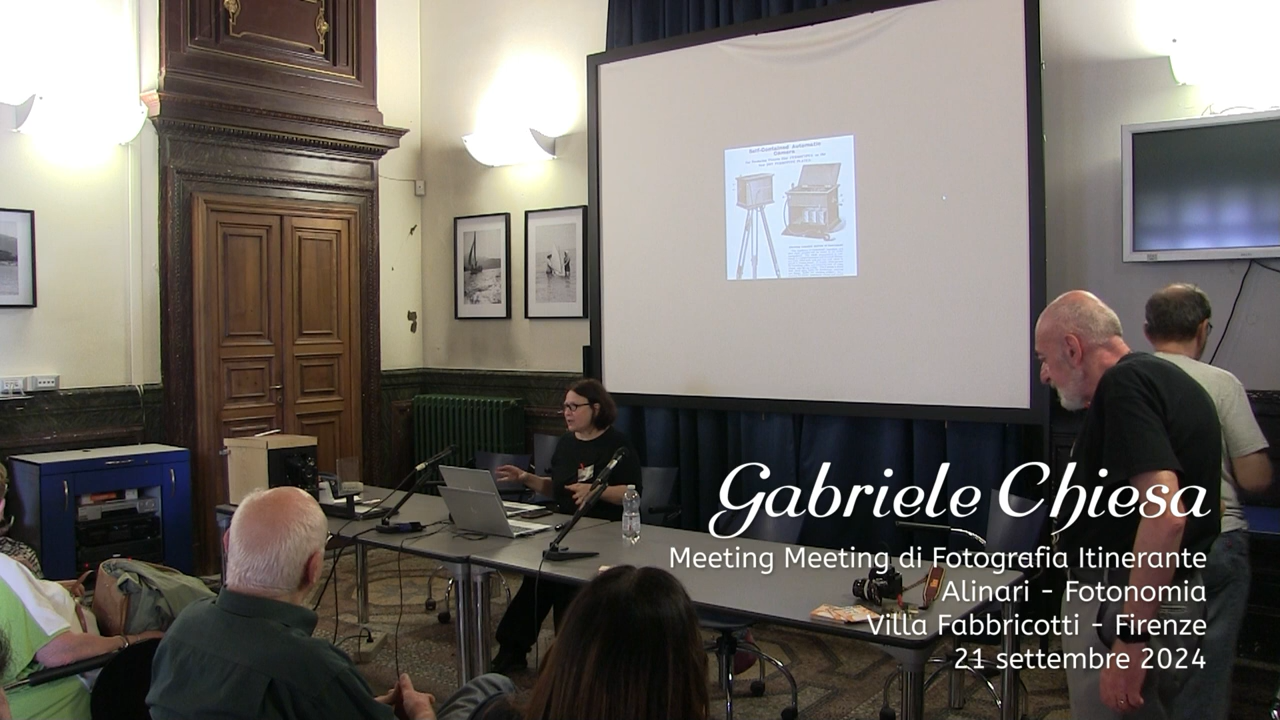 Self-Contained Automatic
Camera
Gabriele Chiesa
Meeting Meeting di Fotografia Itinerante
Alinari - Fotonomia
Villa Fabbricotti - Firenze
21 settembre 2024